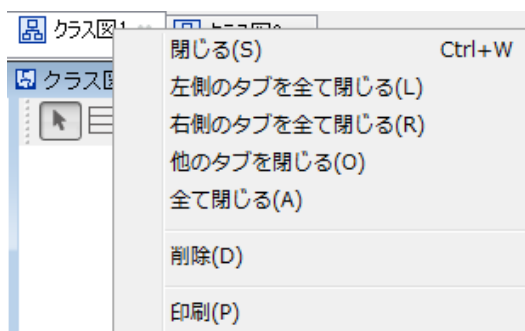 クラス図1
閉じる(S) Ctrl+W
クラス図
左側のタブを全て閉じる(L)
右側のタブを全て閉じる(R)
他のタブを閉じる(O)
全て閉じる(A)
削除(D)
印刷(P)